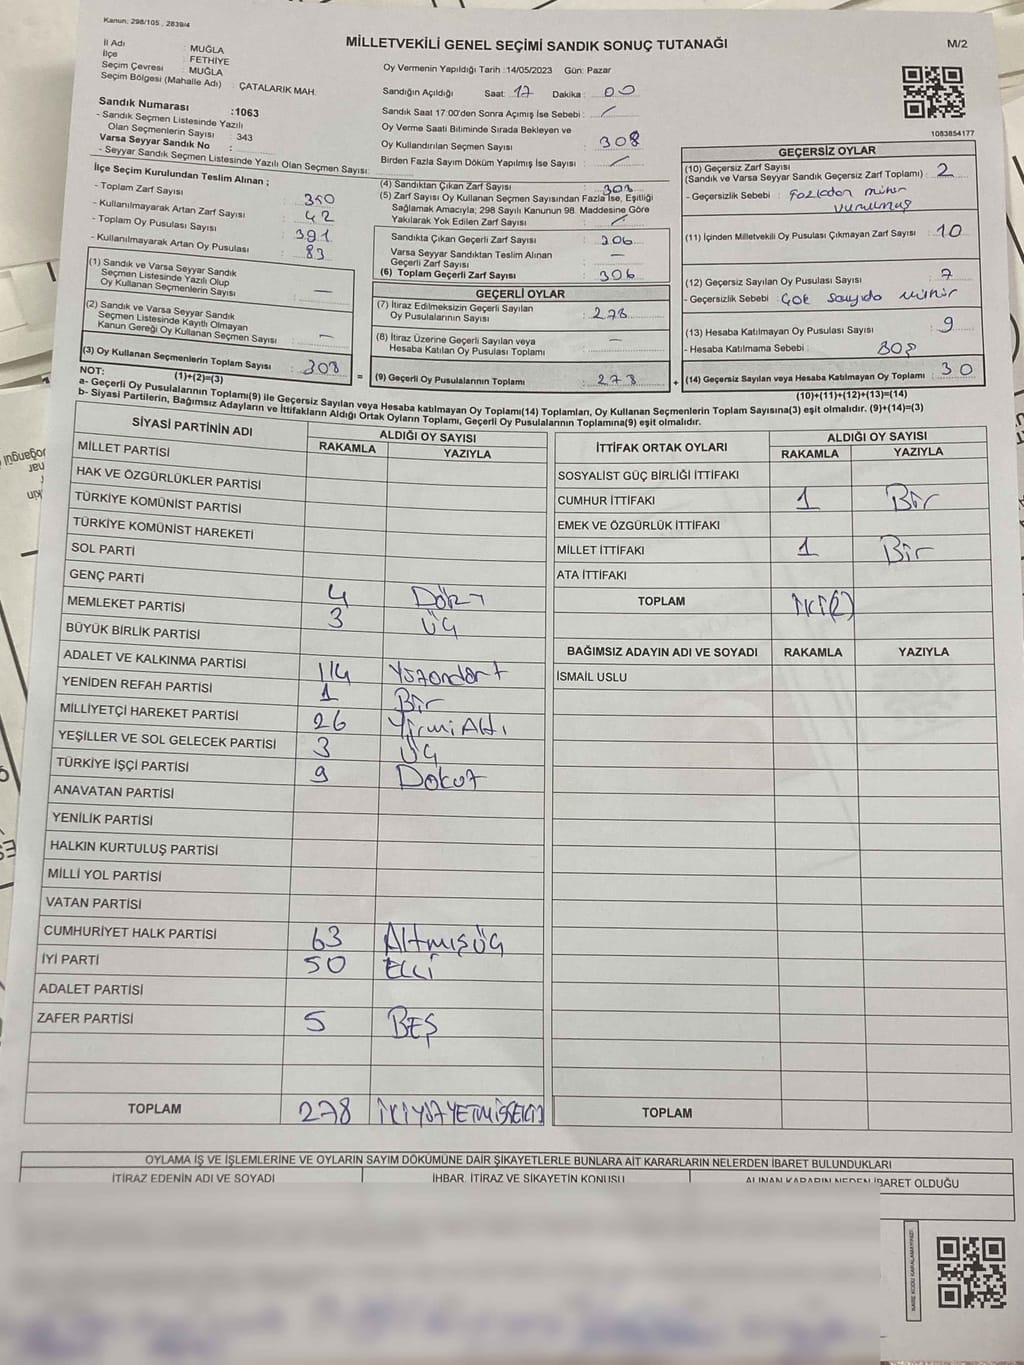 Kanun: 298/105 , 2839/4
MİLLETVEKİLİ GENEL SEÇİMİ SANDIK SONUÇ TUTANAĞI
M/2
İl Adı : MUĞLA
İlçe : FETHİYE
Seçim Çevresi : MUĞLA
Seçim Bölgesi (Mahalle Adı) : ÇATALARIK MAH.
Sandık Numarası :1063
- Sandık Seçmen Listesinde Yazılı
Olan Seçmenlerin Sayısı : 343
Varsa Seyyar Sandık No :
- Seyyar Sandık Seçmen Listesinde Yazılı Olan Seçmen Sayısı:
Oy Vermenin Yapıldığı Tarih :14/05/2023 Gün: Pazar
Sandığın Açıldığı Saat: 17 Dakika : 00
Sandık Saat 17:00'den Sonra Açımış İse Sebebi :
Oy Verme Saati Bitiminde Sırada Bekleyen ve
Oy Kullandırılan Seçmen Sayısı : 308
Birden Fazla Sayım Döküm Yapılmış İse Sayısı :
1083854177
İlçe Seçim Kurulundan Teslim Alınan ;
- Toplam Zarf Sayısı : 350
- Kullanılmayarak Artan Zarf Sayısı : 42
- Toplam Oy Pusulası Sayısı : 391
- Kullanılmayarak Artan Oy Pusulası : 83
(1) Sandık ve Varsa Seyyar Sandık
Seçmen Listesinde Yazılı Olup
Oy Kullanan Seçmenlerin Sayısı : —
(2) Sandık ve Varsa Seyyar Sandık
Seçmen Listesinde Kayıtlı Olmayan
Kanun Gereği Oy Kullanan Seçmen Sayısı : —
(3) Oy Kullanan Seçmenlerin Toplam Sayısı : 308
(4) Sandıktan Çıkan Zarf Sayısı : 308
(5) Zarf Sayısı Oy Kullanan Seçmen Sayısından Fazla İse, Eşitliği
Sağlamak Amacıyla; 298 Sayılı Kanunun 98. Maddesine Göre
Yakılarak Yok Edilen Zarf Sayısı :
Sandıkta Çıkan Geçerli Zarf Sayısı : 306
Varsa Seyyar Sandıktan Teslim Alınan
Geçerli Zarf Sayısı : —
(6) Toplam Geçerli Zarf Sayısı : 306
GEÇERLİ OYLAR
(7) İtiraz Edilmeksizin Geçerli Sayılan
Oy Pusulalarının Sayısı : 278
(8) İtiraz Üzerine Geçerli Sayılan veya
Hesaba Katılan Oy Pusulası Toplamı : —
= (9) Geçerli Oy Pusulalarının Toplamı : 278 +
GEÇERSİZ OYLAR
(10) Geçersiz Zarf Sayısı
(Sandık ve Varsa Seyyar Sandık Geçersiz Zarf Toplamı) : 2
- Geçersizlik Sebebi : fazladan mühür
vurulmuş
(11) İçinden Milletvekili Oy Pusulası Çıkmayan Zarf Sayısı : 10
(12) Geçersiz Sayılan Oy Pusulası Sayısı : 7
- Geçersizlik Sebebi : Çok sayıda mühür
(13) Hesaba Katılmayan Oy Pusulası Sayısı : 9
- Hesaba Katılmama Sebebi : BOŞ
(14) Geçersiz Sayılan veya Hesaba Katılmayan Oy Toplamı : 30
NOT: (1)+(2)=(3)
(10)+(11)+(12)+(13)=(14)
a- Geçerli Oy Pusulalarının Toplamı(9) ile Geçersiz Sayılan veya Hesaba katılmayan Oy Toplamı(14) Toplamları, Oy Kullanan Seçmenlerin Toplam Sayısına(3) eşit olmalıdır. (9)+(14)=(3)
b- Siyasi Partilerin, Bağımsız Adayların ve İttifakların Aldığı Ortak Oyların Toplamı, Geçerli Oy Pusulalarının Toplamına(9) eşit olmalıdır.
SİYASİ PARTİNİN ADI ALDIĞI OY SAYISI
RAKAMLA YAZIYLA
MİLLET PARTİSİ
HAK VE ÖZGÜRLÜKLER PARTİSİ
TÜRKİYE KOMÜNİST PARTİSİ
TÜRKİYE KOMÜNİST HAREKETİ
SOL PARTİ
GENÇ PARTİ 4 Dört
MEMLEKET PARTİSİ 3 Üç
BÜYÜK BİRLİK PARTİSİ
ADALET VE KALKINMA PARTİSİ 114 Yüzondört
YENİDEN REFAH PARTİSİ 1 Bir
MİLLİYETÇİ HAREKET PARTİSİ 26 Yirmi Altı
YEŞİLLER VE SOL GELECEK PARTİSİ 3 Üç
TÜRKİYE İŞÇİ PARTİSİ 9 Dokuz
ANAVATAN PARTİSİ
YENİLİK PARTİSİ
HALKIN KURTULUŞ PARTİSİ
MİLLİ YOL PARTİSİ
VATAN PARTİSİ
CUMHURİYET HALK PARTİSİ 63 Altmışüç
İYİ PARTİ 50 ELLİ
ADALET PARTİSİ
ZAFER PARTİSİ 5 BEŞ
TOPLAM 278 İKİYÜZYETMİŞSEKİZ
İTTİFAK ORTAK OYLARI ALDIĞI OY SAYISI
RAKAMLA YAZIYLA
SOSYALİST GÜÇ BİRLİĞİ İTTİFAKI
CUMHUR İTTİFAKI 1 Bir
EMEK VE ÖZGÜRLÜK İTTİFAKI
MİLLET İTTİFAKI 1 Bir
ATA İTTİFAKI
TOPLAM İKİ(2)
BAĞIMSIZ ADAYIN ADI VE SOYADI RAKAMLA YAZIYLA
İSMAİL USLU
TOPLAM
OYLAMA İŞ VE İŞLEMLERİNE VE OYLARIN SAYIM DÖKÜMÜNE DAİR ŞİKAYETLERLE BUNLARA AİT KARARLARIN NELERDEN İBARET BULUNDUKLARI
İTİRAZ EDENİN ADI VE SOYADI İHBAR, İTİRAZ VE ŞİKAYETİN KONUSU ALINAN KARARIN NEDEN İBARET OLDUĞU
KARE KODU KARALAMAYINIZ!